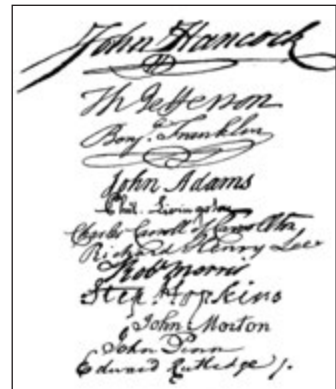 John Hancock
Th Jefferson
Benj. Franklin
John Adams
Phil. Livingston
Charles Carroll of Carrollton
Richard Henry Lee
Rob Morris
Step Hopkins
John Morton
John Penn
Edward Rutledge /.